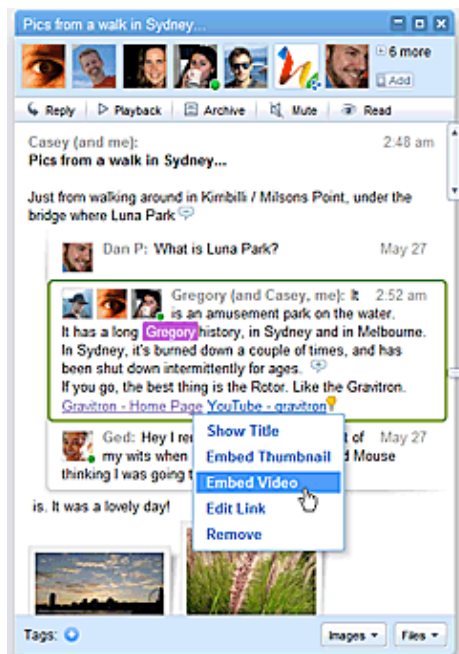 Pics from a walk in Sydney...
6 more
Add
Reply Playback Archive Mute Read
Casey (and me): 2:48 am
Pics from a walk in Sydney...
Just from walking around in Kirribilli / Milsons Point, under the
bridge where Luna Park
Dan P: What is Luna Park? May 27
Gregory (and Casey, me): It 2:52 am
is an amusement park on the water.
It has a long Gregory history, in Sydney and in Melbourne.
In Sydney, it's burned down a couple of times, and has
been shut down intermittently for ages.
If you go, the best thing is the Rotor. Like the Gravitron.
Gravitron - Home Page YouTube - gravitron
Show Title
Embed Thumbnail
Embed Video
Edit Link
Remove
Ged: Hey I re of May 27
my wits when d Mouse
thinking I was going t
is. It was a lovely day!
Tags: Images Files